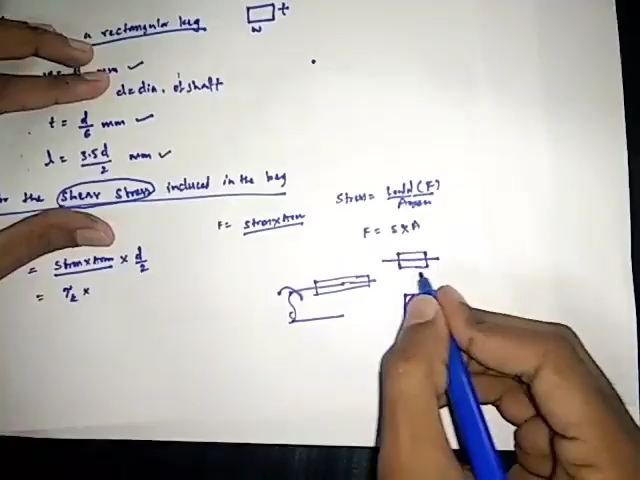 a rectangular key
t
w
mm ✓
d = dia. of shaft
t = d/6 mm ✓
l = 3.5d/2 mm ✓
the shear stress induced in the key
Stress = Load (F)/Area
F = stress x Area
F = S x A
= stress x Area x d/2
= x